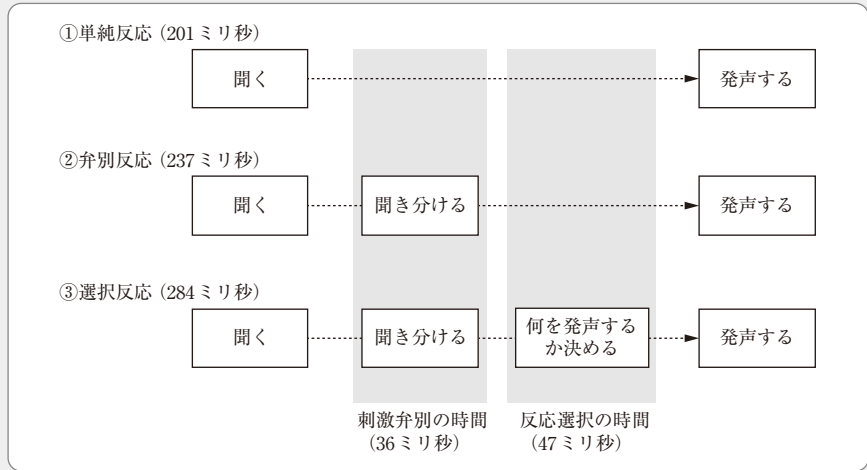 ①単純反応（201ミリ秒）
聞く
発声する
②弁別反応（237ミリ秒）
聞く
聞き分ける
発声する
③選択反応（284ミリ秒）
聞く
聞き分ける
何を発声する
か決める
発声する
刺激弁別の時間
（36ミリ秒）
反応選択の時間
（47ミリ秒）